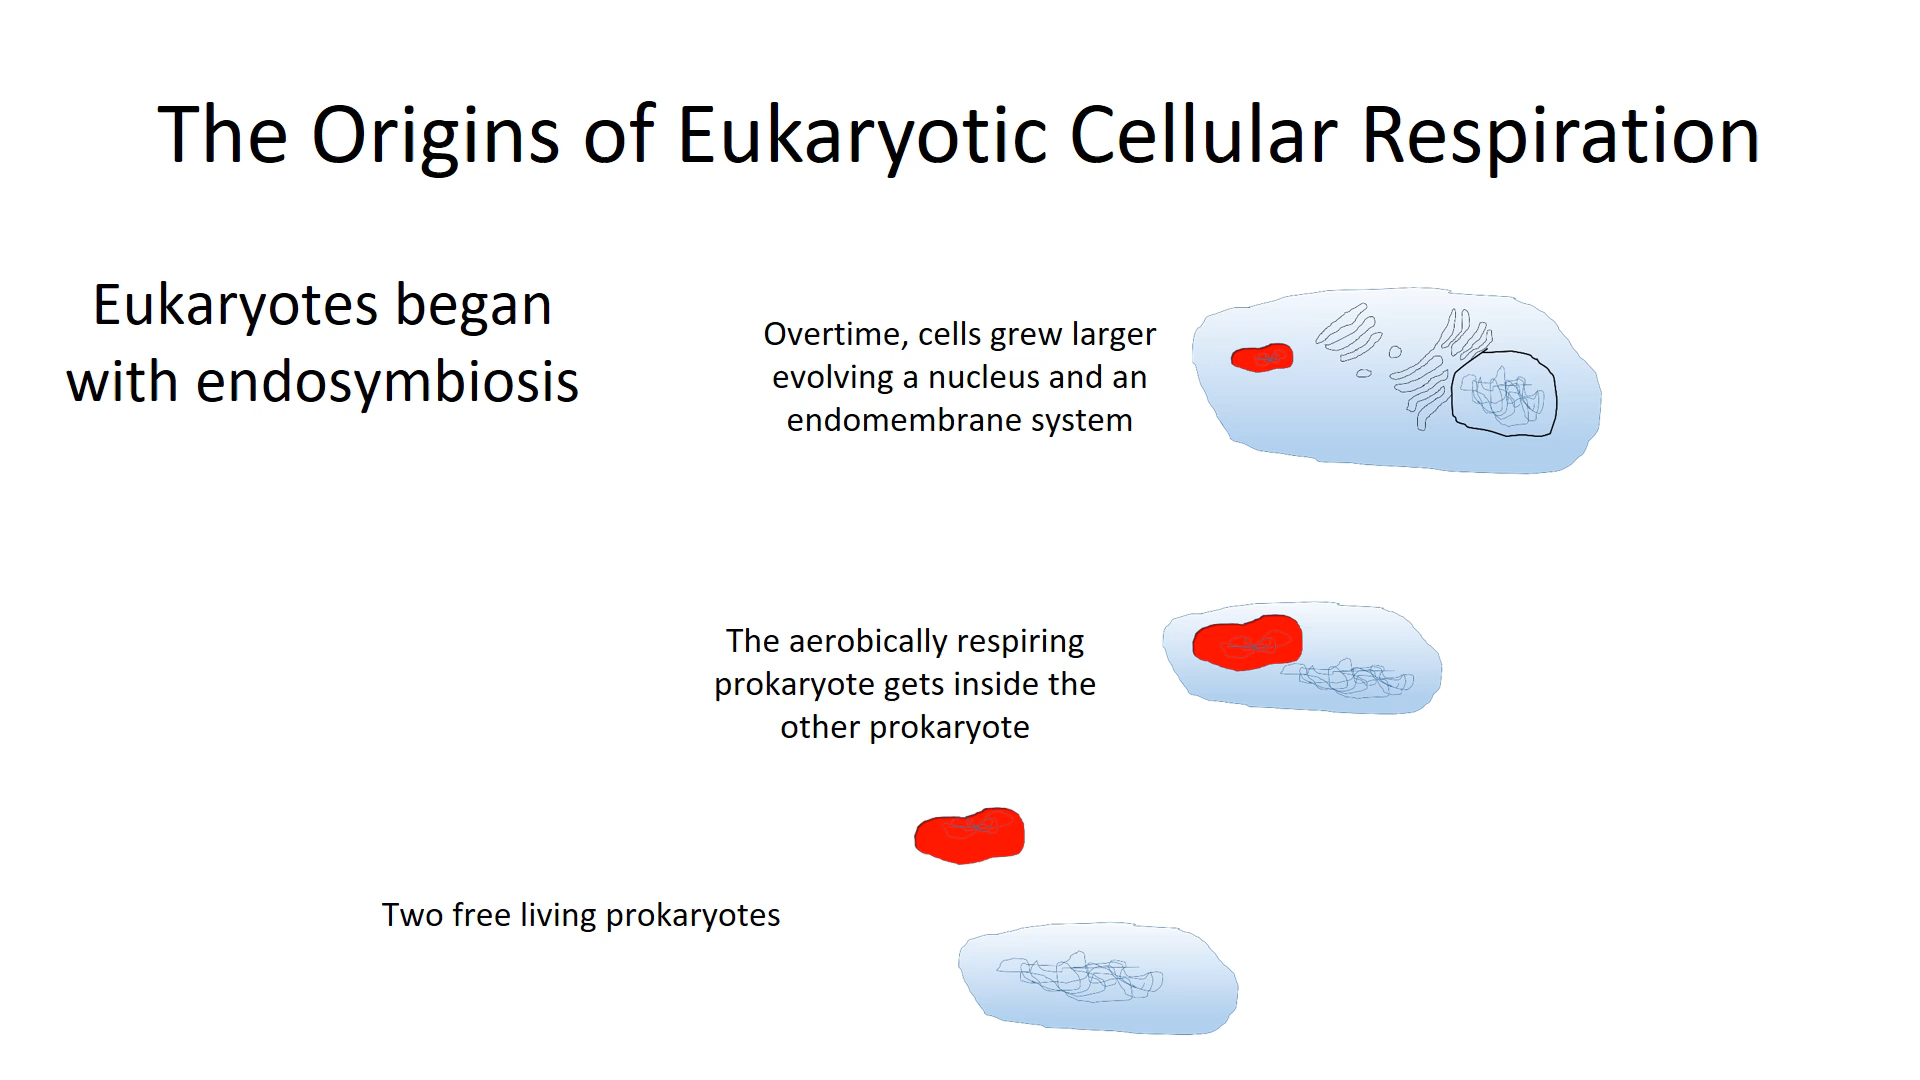 The Origins of Eukaryotic Cellular Respiration
Eukaryotes began
with endosymbiosis
Overtime, cells grew larger
evolving a nucleus and an
endomembrane system
The aerobically respiring
prokaryote gets inside the
other prokaryote
Two free living prokaryotes